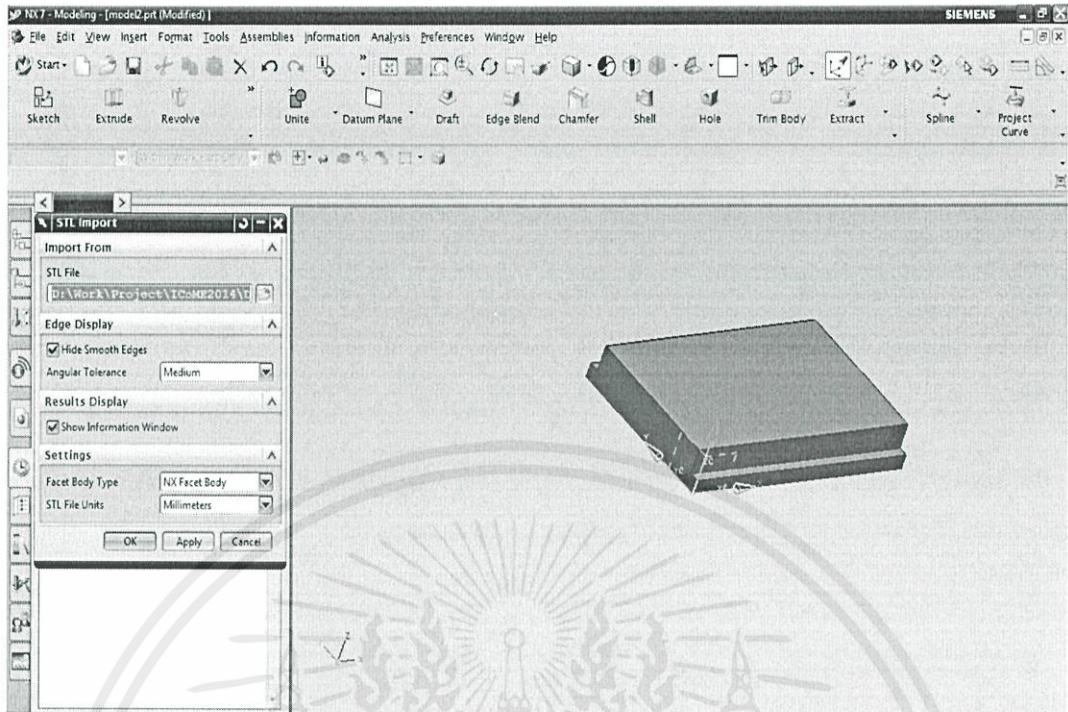 NX 7 - Modeling - [model2.prt (Modified) ]
SIEMENS
File Edit View Insert Format Tools Assemblies Information Analysis Preferences Window Help
Start
Sketch Extrude Revolve Unite Datum Plane Draft Edge Blend Chamfer Shell Hole Trim Body Extract Spline Project Curve
STL Import
Import From
STL File
D:\Work\Project\ICoME2014\
Edge Display
Hide Smooth Edges
Angular Tolerance Medium
Results Display
Show Information Window
Settings
Facet Body Type NX Facet Body
STL File Units Millimeters
OK Apply Cancel